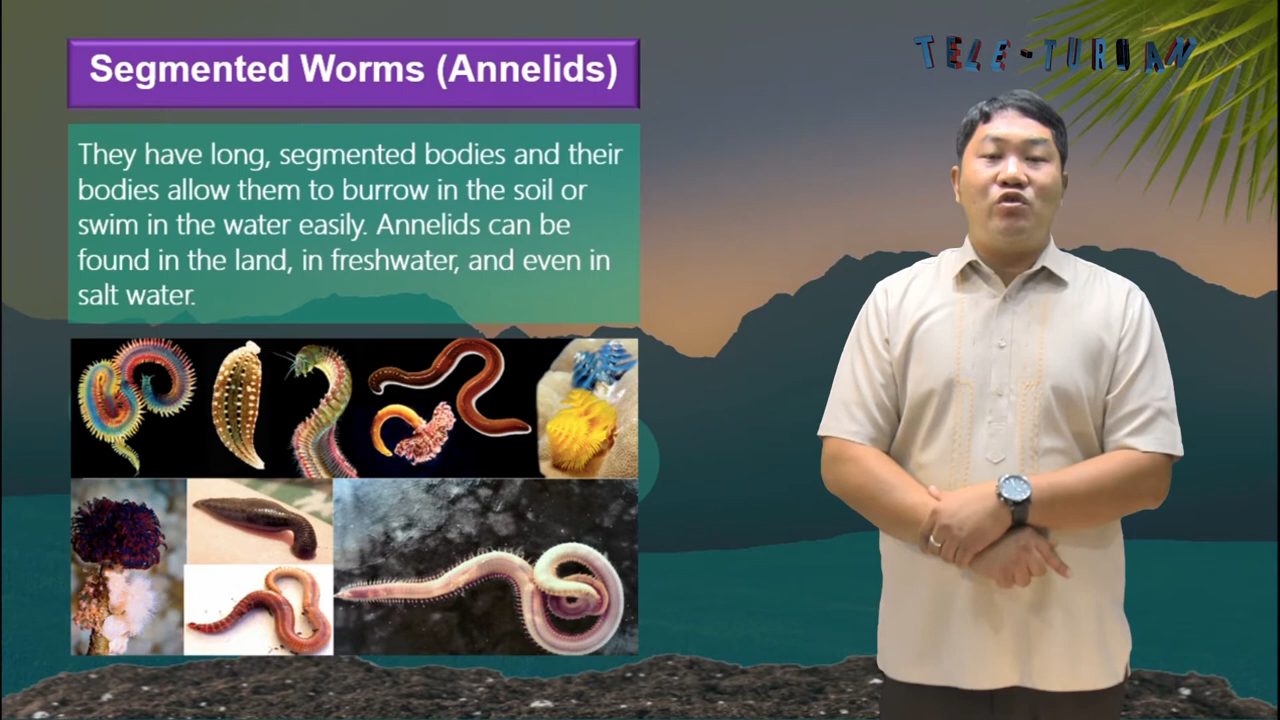 Segmented Worms (Annelids)
TELE-TURUAN
They have long, segmented bodies and their
bodies allow them to burrow in the soil or
swim in the water easily. Annelids can be
found in the land, in freshwater, and even in
salt water.